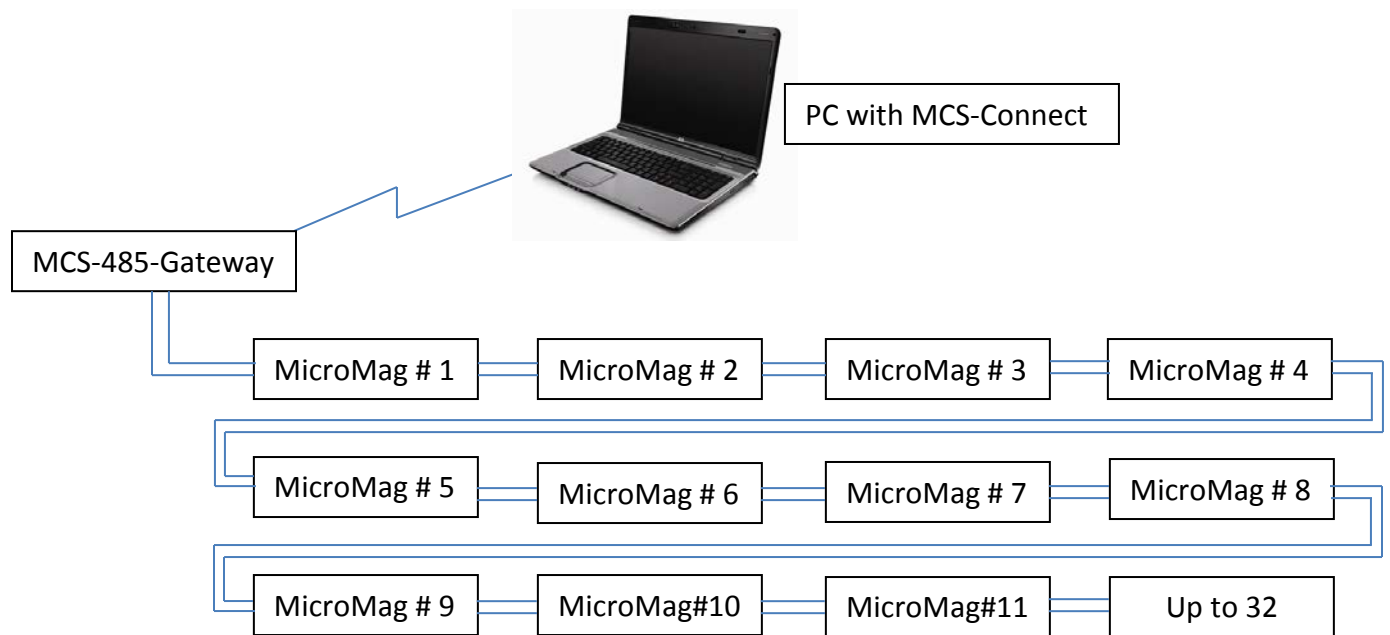 PC with MCS-Connect
MCS-485-Gateway
MicroMag # 1
MicroMag # 2
MicroMag # 3
MicroMag # 4
MicroMag # 5
MicroMag # 6
MicroMag # 7
MicroMag # 8
MicroMag # 9
MicroMag#10
MicroMag#11
Up to 32